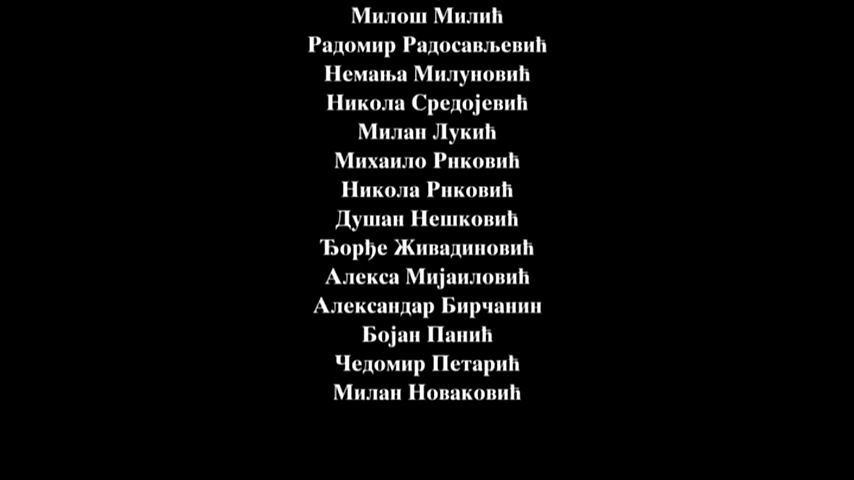 Милош Милић
Радомир Радосављевић
Немања Милуновић
Никола Средојевић
Милан Лукић
Михаило Рнковић
Никола Рнковић
Душан Нешковић
Ђорђе Живадиновић
Алекса Мијаиловић
Александар Бирчанин
Бојан Панић
Чедомир Петарић
Милан Новаковић